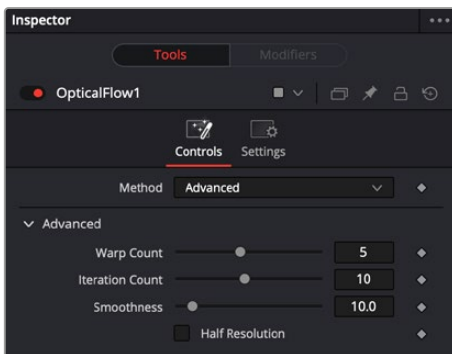 Inspector
Tools Modifiers
OpticalFlow1
Controls Settings
Method Advanced
Advanced
Warp Count 5
Iteration Count 10
Smoothness 10.0
Half Resolution